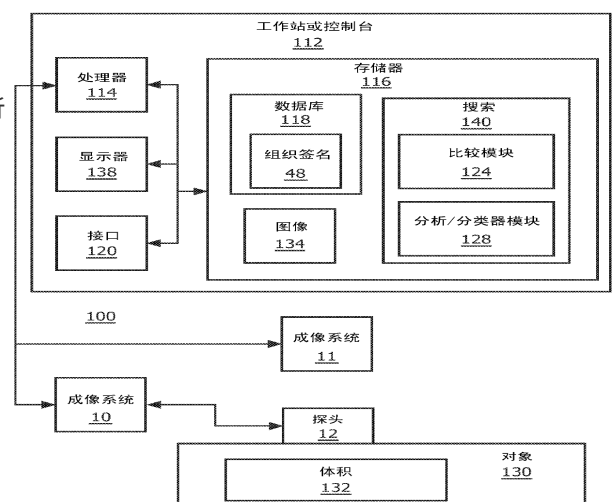 工作站或控制台
112
处理器
114
存储器
116
数据库
118
搜索
140
组织签名
48
比较模块
124
显示器
138
接口
120
图像
134
分析/分类器模块
128
100
成像系统
11
成像系统
10
探头
12
对象
130
体积
132